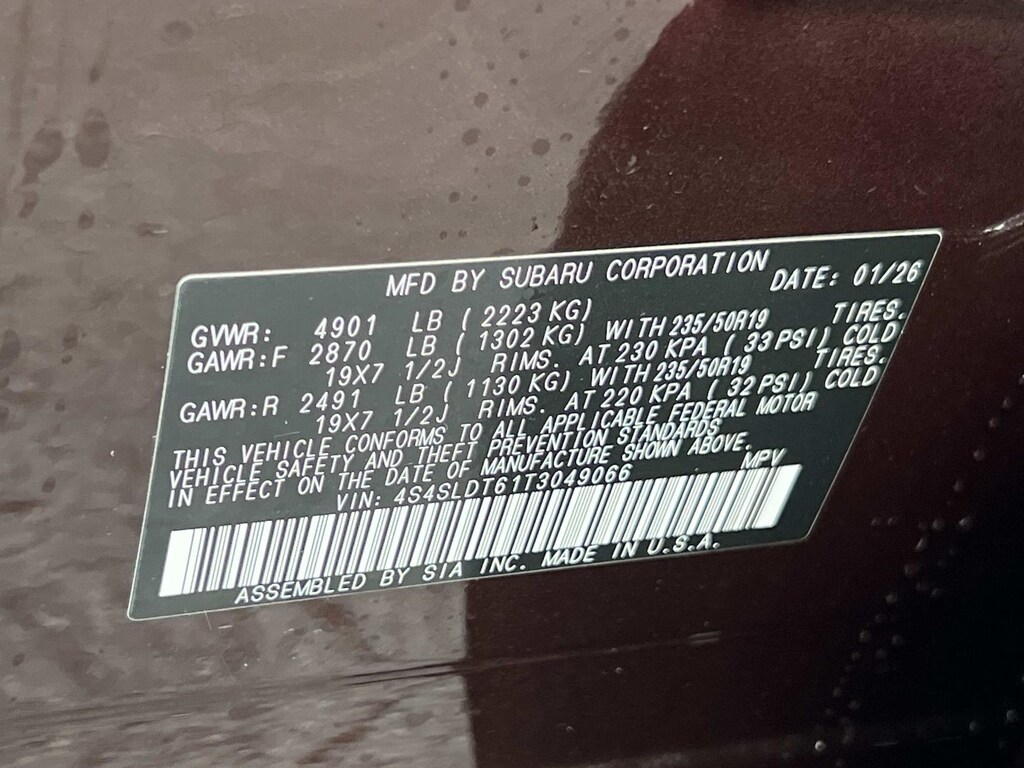 MFD BY SUBARU CORPORATION DATE: 01/26
GVWR: 4901 LB (2223 KG)
GAWR:F 2870 LB (1302 KG) WITH 235/50R19 TIRES.
19X7 1/2J RIMS. AT 230 KPA (33 PSI) COLD
GAWR:R 2491 LB (1130 KG) WITH 235/50R19 TIRES.
19X7 1/2J RIMS. AT 220 KPA (32 PSI) COLD
THIS VEHICLE CONFORMS TO ALL APPLICABLE FEDERAL MOTOR
VEHICLE SAFETY AND THEFT PREVENTION STANDARDS
IN EFFECT ON THE DATE OF MANUFACTURE SHOWN ABOVE.
VIN: 4S4SLDT61T3049066 MPV
ASSEMBLED BY SIA INC. MADE IN U.S.A.